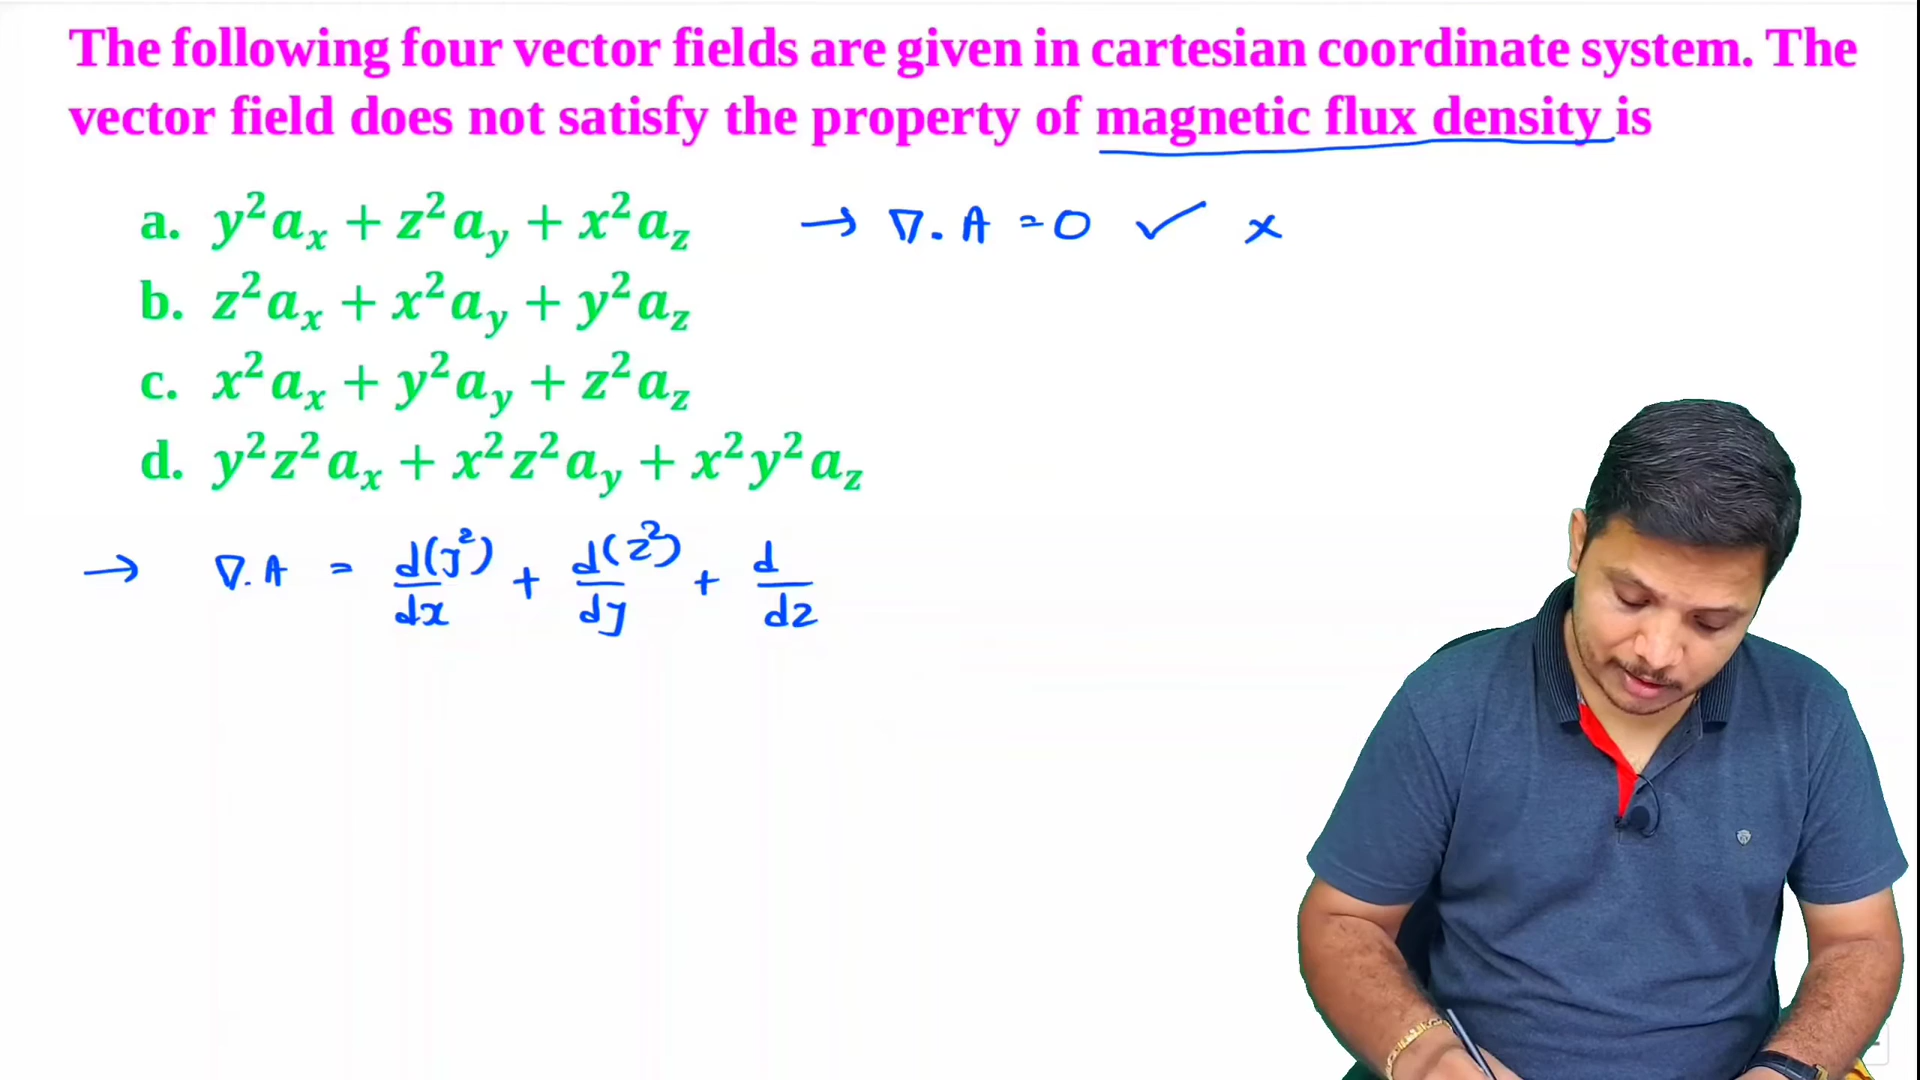 The following four vector fields are given in cartesian coordinate system. The
vector field does not satisfy the property of magnetic flux density is
a. y²aₓ + z²a_y + x²a_z → ∇. A = 0 ✓ x
b. z²aₓ + x²a_y + y²a_z
c. x²aₓ + y²a_y + z²a_z
d. y²z²aₓ + x²z²a_y + x²y²a_z
→ ∇. A = d(y²)/dx + d(z²)/dy + d/dz